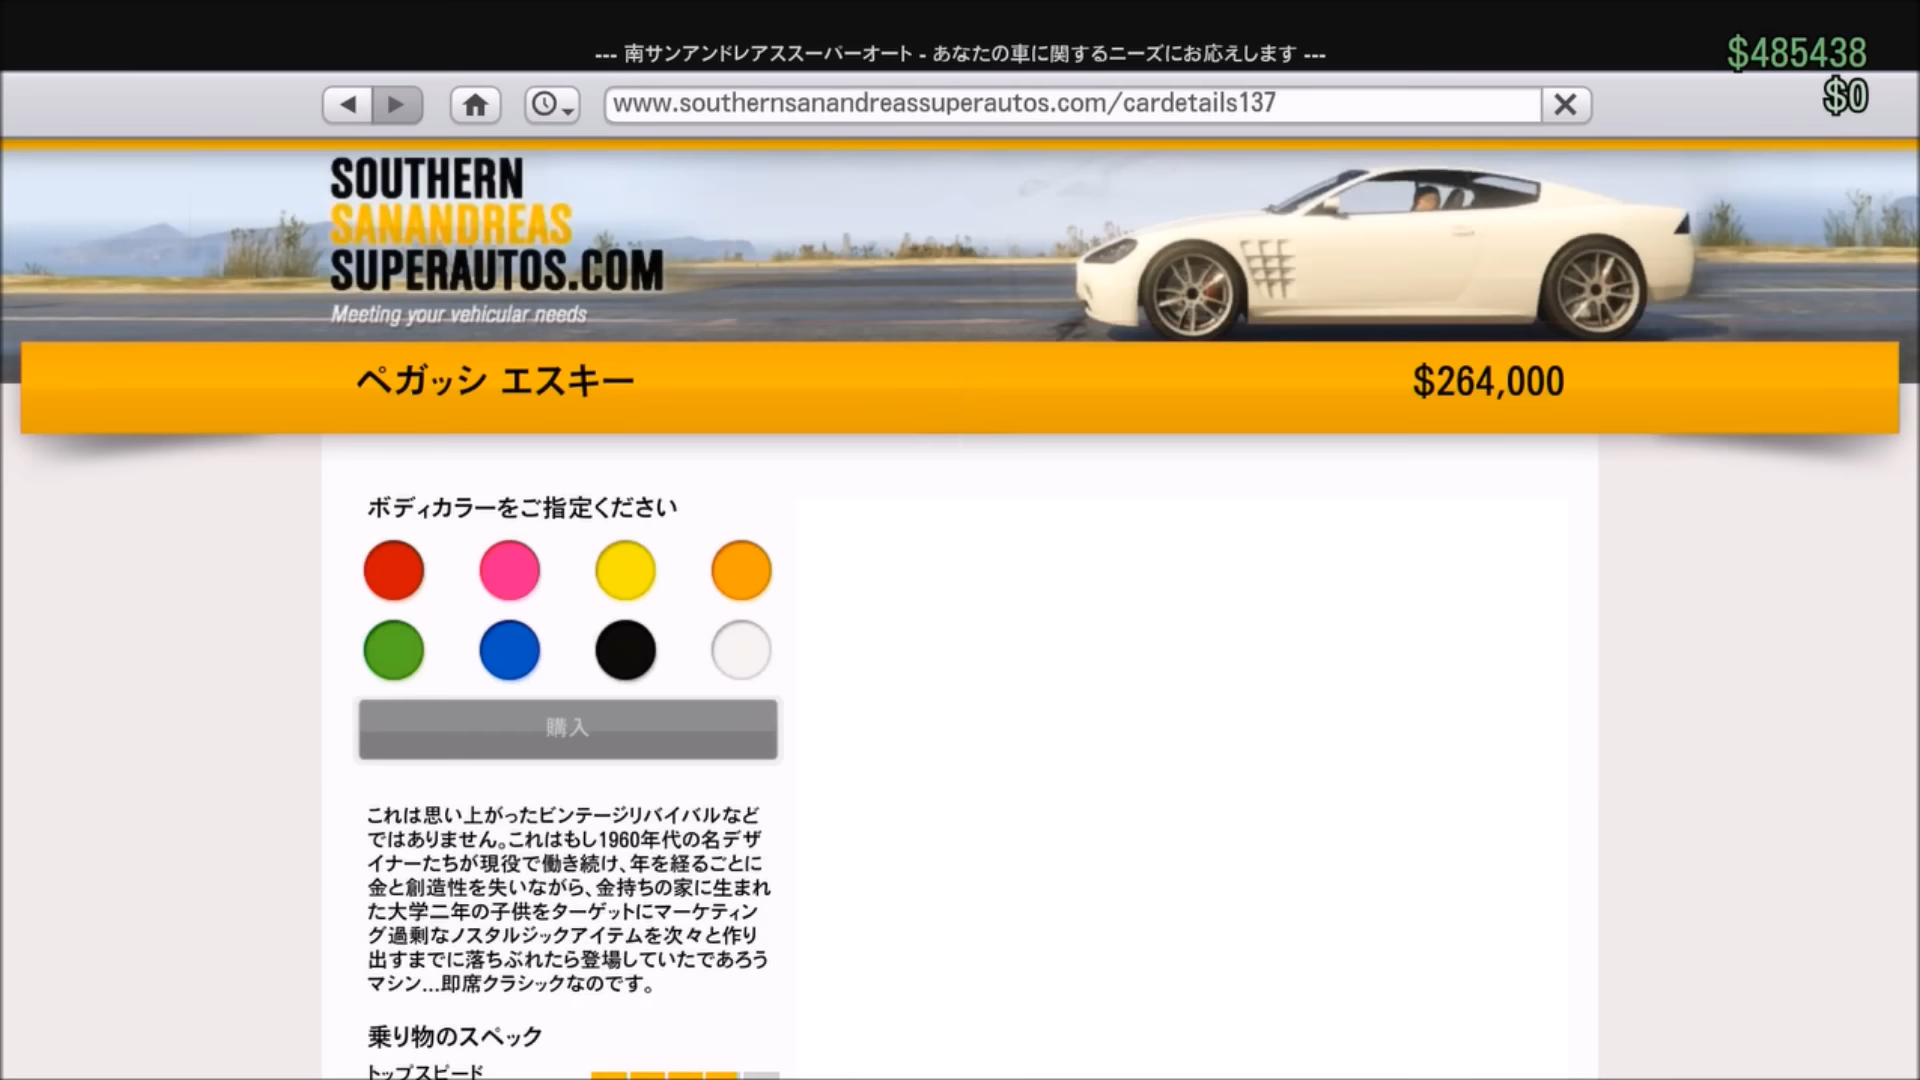 --- 南サンアンドレアススーパーオート - あなたの車に関するニーズにお応えします ---
$485438
$0
www.southernsanandreassuperautos.com/cardetails137
SOUTHERN
SANANDREAS
SUPERAUTOS.COM
Meeting your vehicular needs
ペガッシ エスキー
$264,000
ボディカラーをご指定ください
購入
これは思い上がったビンテージリバイバルなど
ではありません。これはもし1960年代の名デザ
イナーたちが現役で働き続け、年を経るごとに
金と創造性を失いながら、金持ちの家に生まれ
た大学二年の子供をターゲットにマーケティン
グ過剰なノスタルジックアイテムを次々と作り
出すまでに落ちぶれたら登場していたであろう
マシン...即席クラシックなのです。
乗り物のスペック
トップスピード